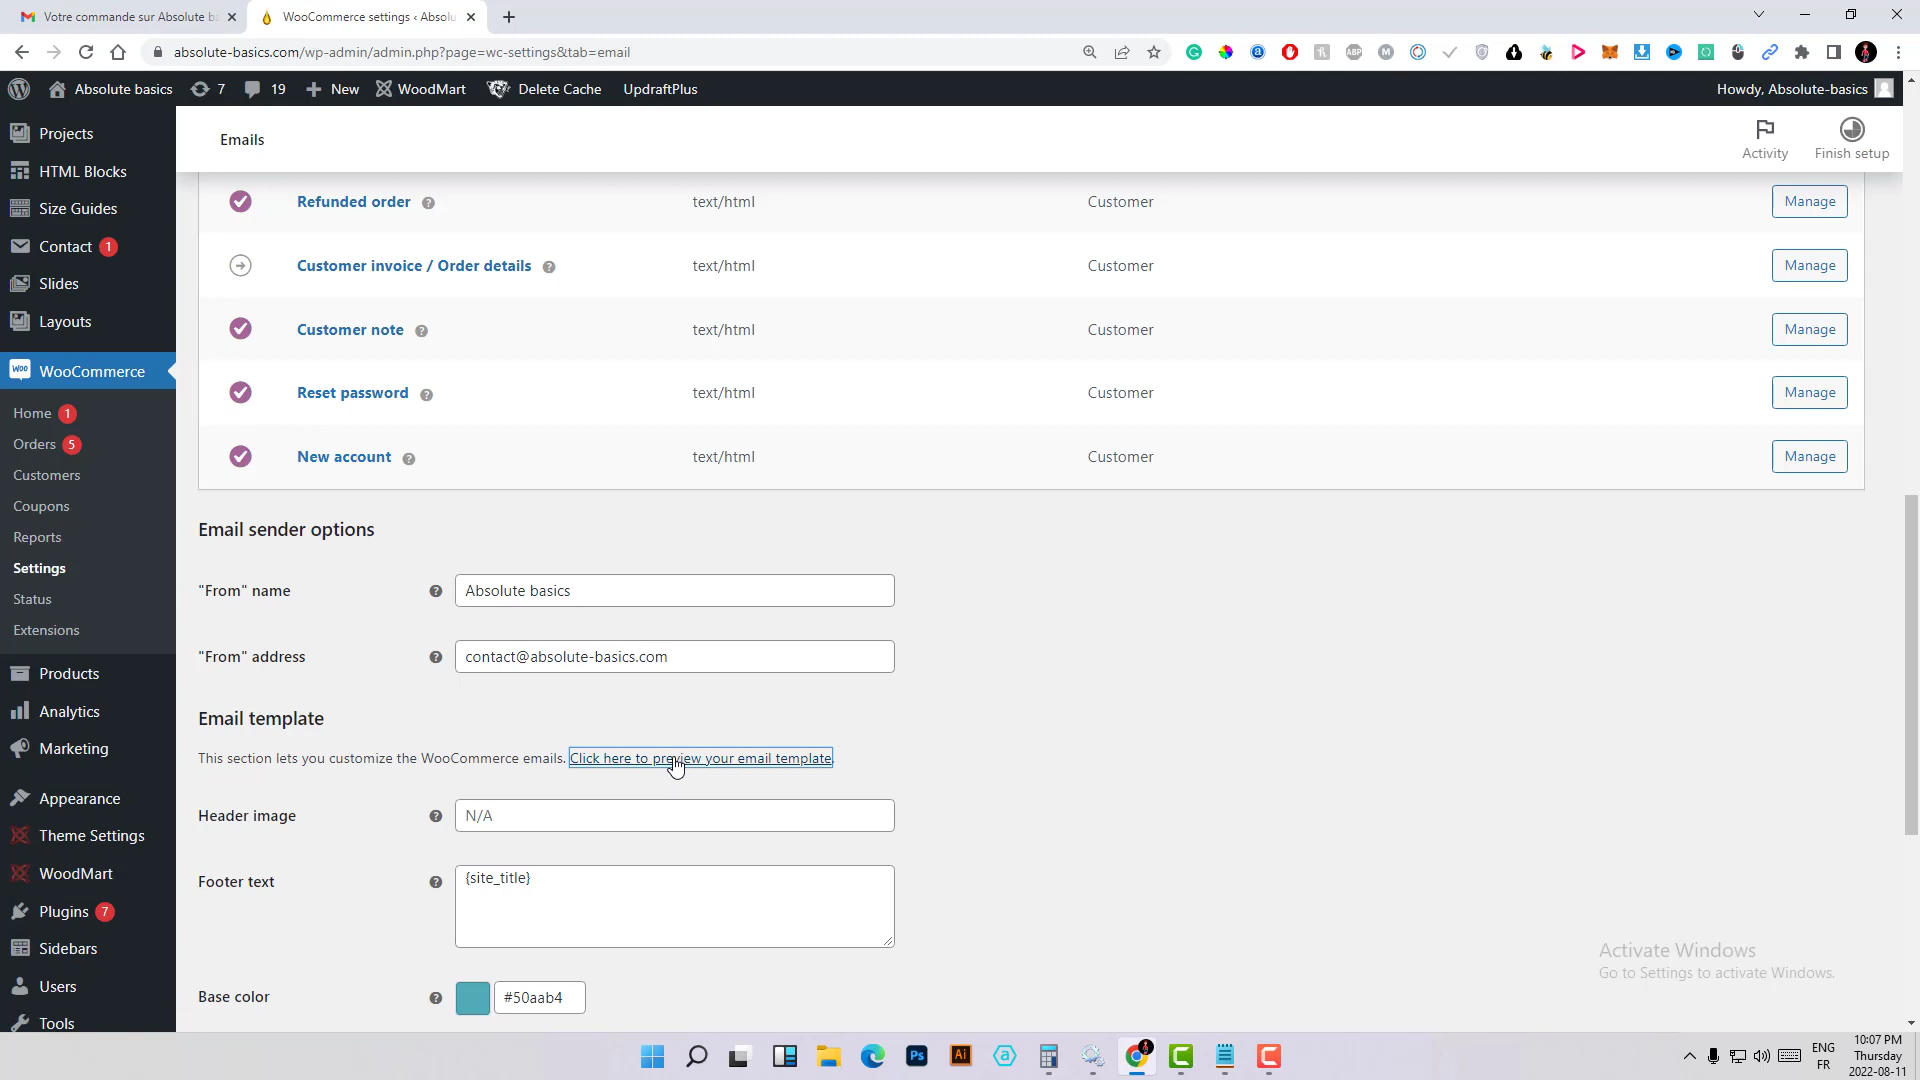 Votre commande sur Absolute ba
WooCommerce settings ‹ Absolu
absolute-basics.com/wp-admin/admin.php?page=wc-settings&tab=email
Absolute basics
7
19
New
WoodMart
Delete Cache
UpdraftPlus
Howdy, Absolute-basics
Projects
HTML Blocks
Size Guides
Contact 1
Slides
Layouts
WooCommerce
Home 1
Orders 5
Customers
Coupons
Reports
Settings
Status
Extensions
Products
Analytics
Marketing
Appearance
Theme Settings
WoodMart
Plugins 7
Sidebars
Users
Tools
Emails
Activity
Finish setup
Refunded order text/html Customer Manage
Customer invoice / Order details text/html Customer Manage
Customer note text/html Customer Manage
Reset password text/html Customer Manage
New account text/html Customer Manage
Email sender options
"From" name Absolute basics
"From" address contact@absolute-basics.com
Email template
This section lets you customize the WooCommerce emails. Click here to preview your email template.
Header image N/A
Footer text {site_title}
Base color #50aab4
Activate Windows
Go to Settings to activate Windows.
Ps
Ai
ENG
FR
10:07 PM
Thursday
2022-08-11